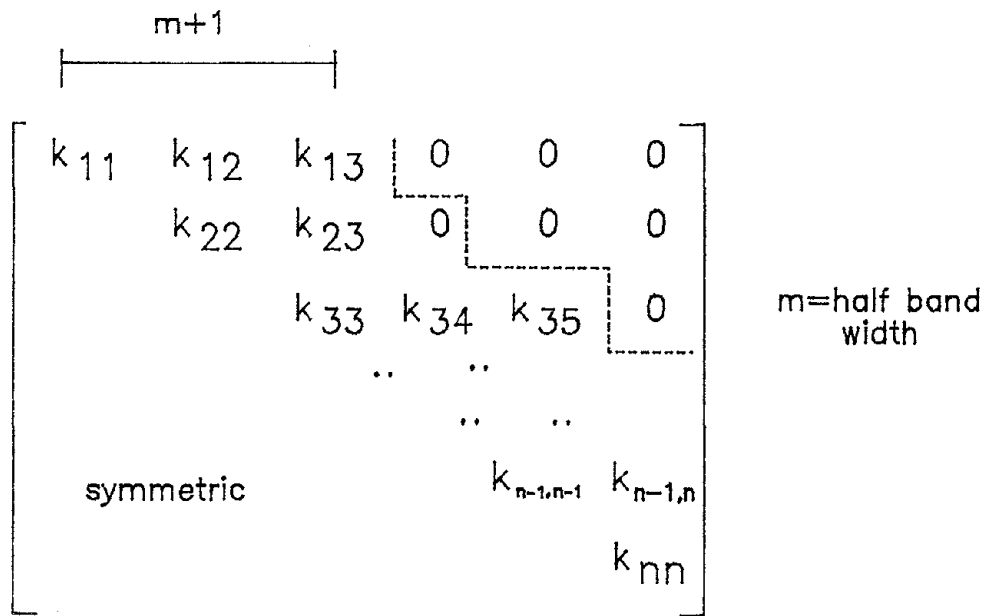 m+1
k11 k12 k13 0 0 0
k22 k23 0 0 0
k33 k34 k35 0
m=half band
width
.. ..
.. ..
symmetric kn-1,n-1 kn-1,n
knn